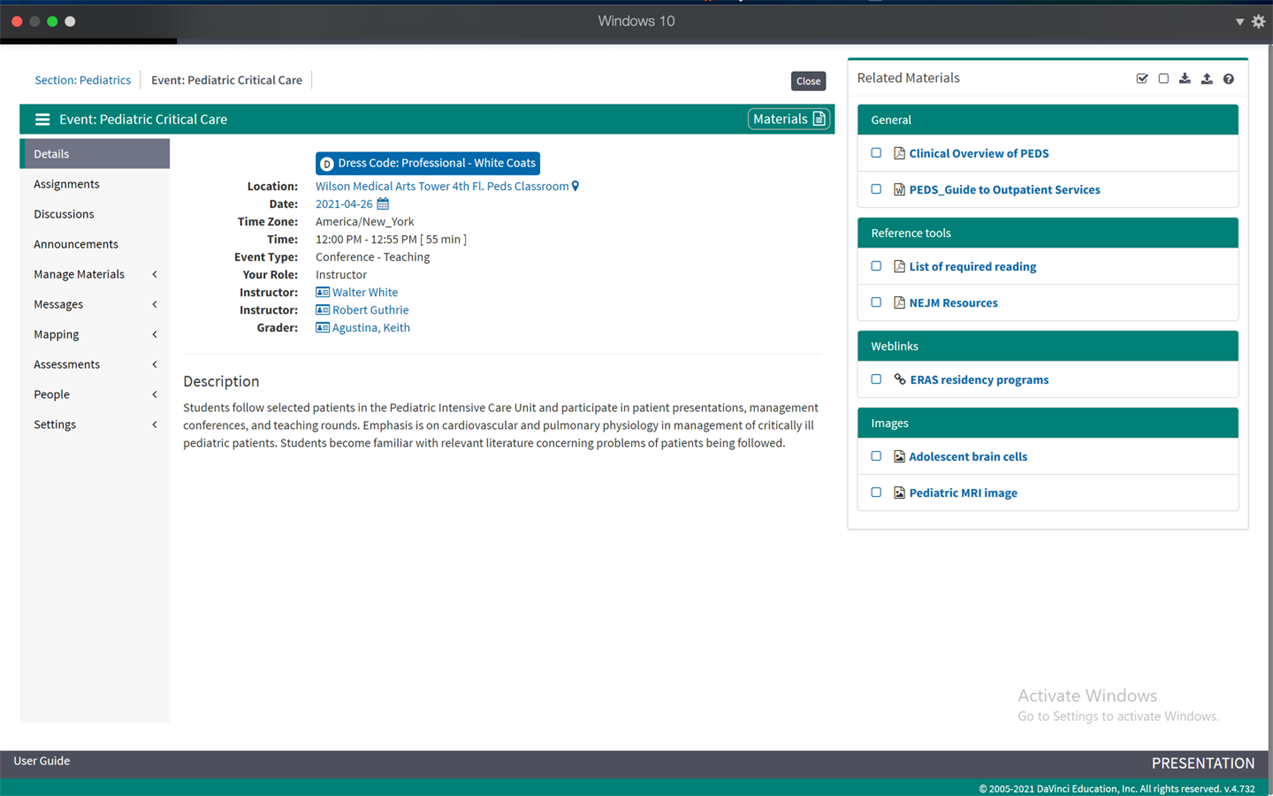 Windows 10
Section: Pediatrics
Event: Pediatric Critical Care
Close
Event: Pediatric Critical Care
Materials
Details
Assignments
Discussions
Announcements
Manage Materials
Messages
Mapping
Assessments
People
Settings
D Dress Code: Professional - White Coats
Location: Wilson Medical Arts Tower 4th Fl. Peds Classroom
Date: 2021-04-26
Time Zone: America/New_York
Time: 12:00 PM - 12:55 PM [ 55 min ]
Event Type: Conference - Teaching
Your Role: Instructor
Instructor: Walter White
Instructor: Robert Guthrie
Grader: Agustina, Keith
Description
Students follow selected patients in the Pediatric Intensive Care Unit and participate in patient presentations, management
conferences, and teaching rounds. Emphasis is on cardiovascular and pulmonary physiology in management of critically ill
pediatric patients. Students become familiar with relevant literature concerning problems of patients being followed.
Related Materials
General
Clinical Overview of PEDS
PEDS_Guide to Outpatient Services
Reference tools
List of required reading
NEJM Resources
Weblinks
ERAS residency programs
Images
Adolescent brain cells
Pediatric MRI image
Activate Windows
Go to Settings to activate Windows.
User Guide
PRESENTATION
© 2005-2021 DaVinci Education, Inc. All rights reserved. v.4.732